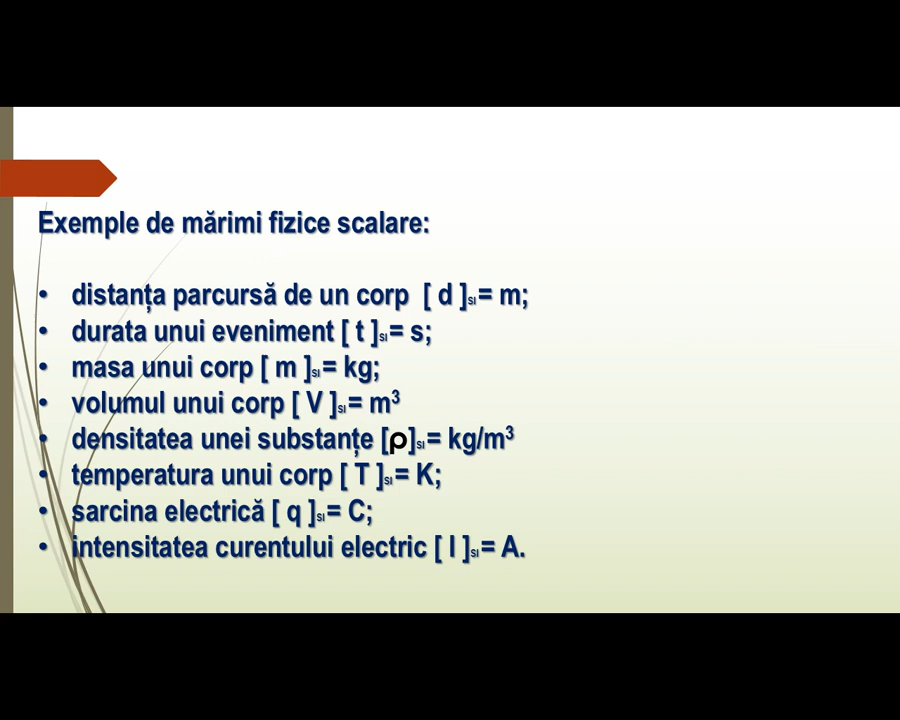 Exemple de mărimi fizice scalare:
• distanța parcursă de un corp [ d ]SI= m;
• durata unui eveniment [ t ]SI= s;
• masa unui corp [ m ]SI= kg;
• volumul unui corp [ V ]SI= m³
• densitatea unei substanțe [ρ]SI= kg/m³
• temperatura unui corp [ T ]SI= K;
• sarcina electrică [ q ]SI= C;
• intensitatea curentului electric [ I ]SI= A.